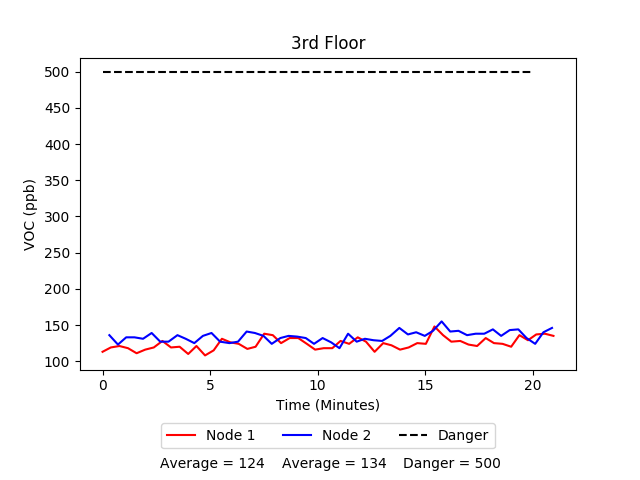 3rd Floor
VOC (ppb)
500
450
400
350
300
250
200
150
100
0 5 10 15 20
Time (Minutes)
Node 1 Node 2 Danger
Average = 124 Average = 134 Danger = 500